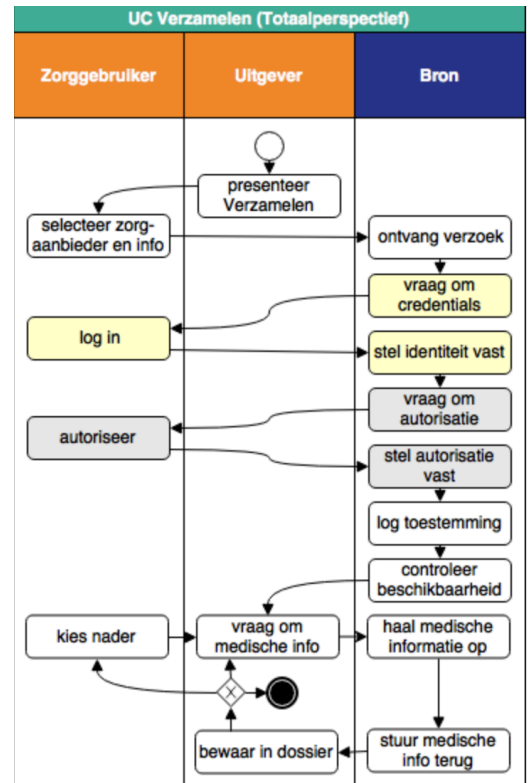 UC Verzamelen (Totaalperspectief)
Zorggebruiker
Uitgever
Bron
presenteer
Verzamelen
selecteer zorg-
aanbieder en info
ontvang verzoek
vraag om
credentials
log in
stel identiteit vast
vraag om
autorisatie
autoriseer
stel autorisatie
vast
log toestemming
controleer
beschikbaarheid
kies nader
vraag om
medische info
haal medische
informatie op
X
bewaar in dossier
stuur medische
info terug